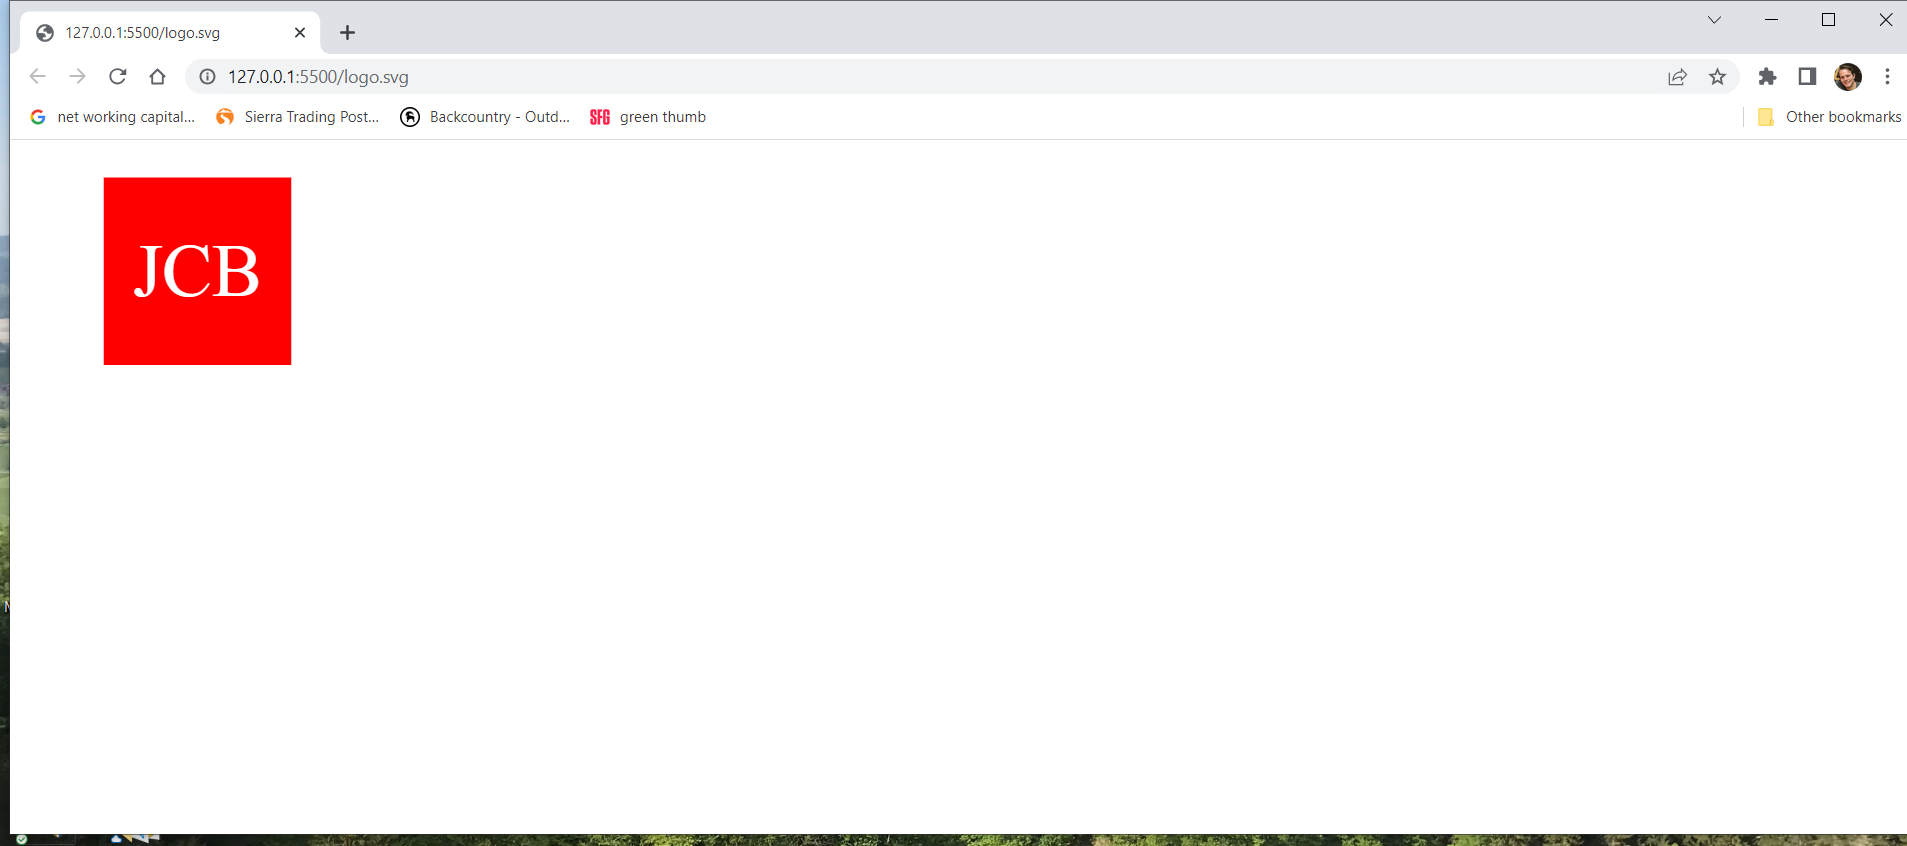 127.0.0.1:5500/logo.svg
127.0.0.1:5500/logo.svg
net working capital... Sierra Trading Post... Backcountry - Outd... SFG green thumb Other bookmarks
JCB